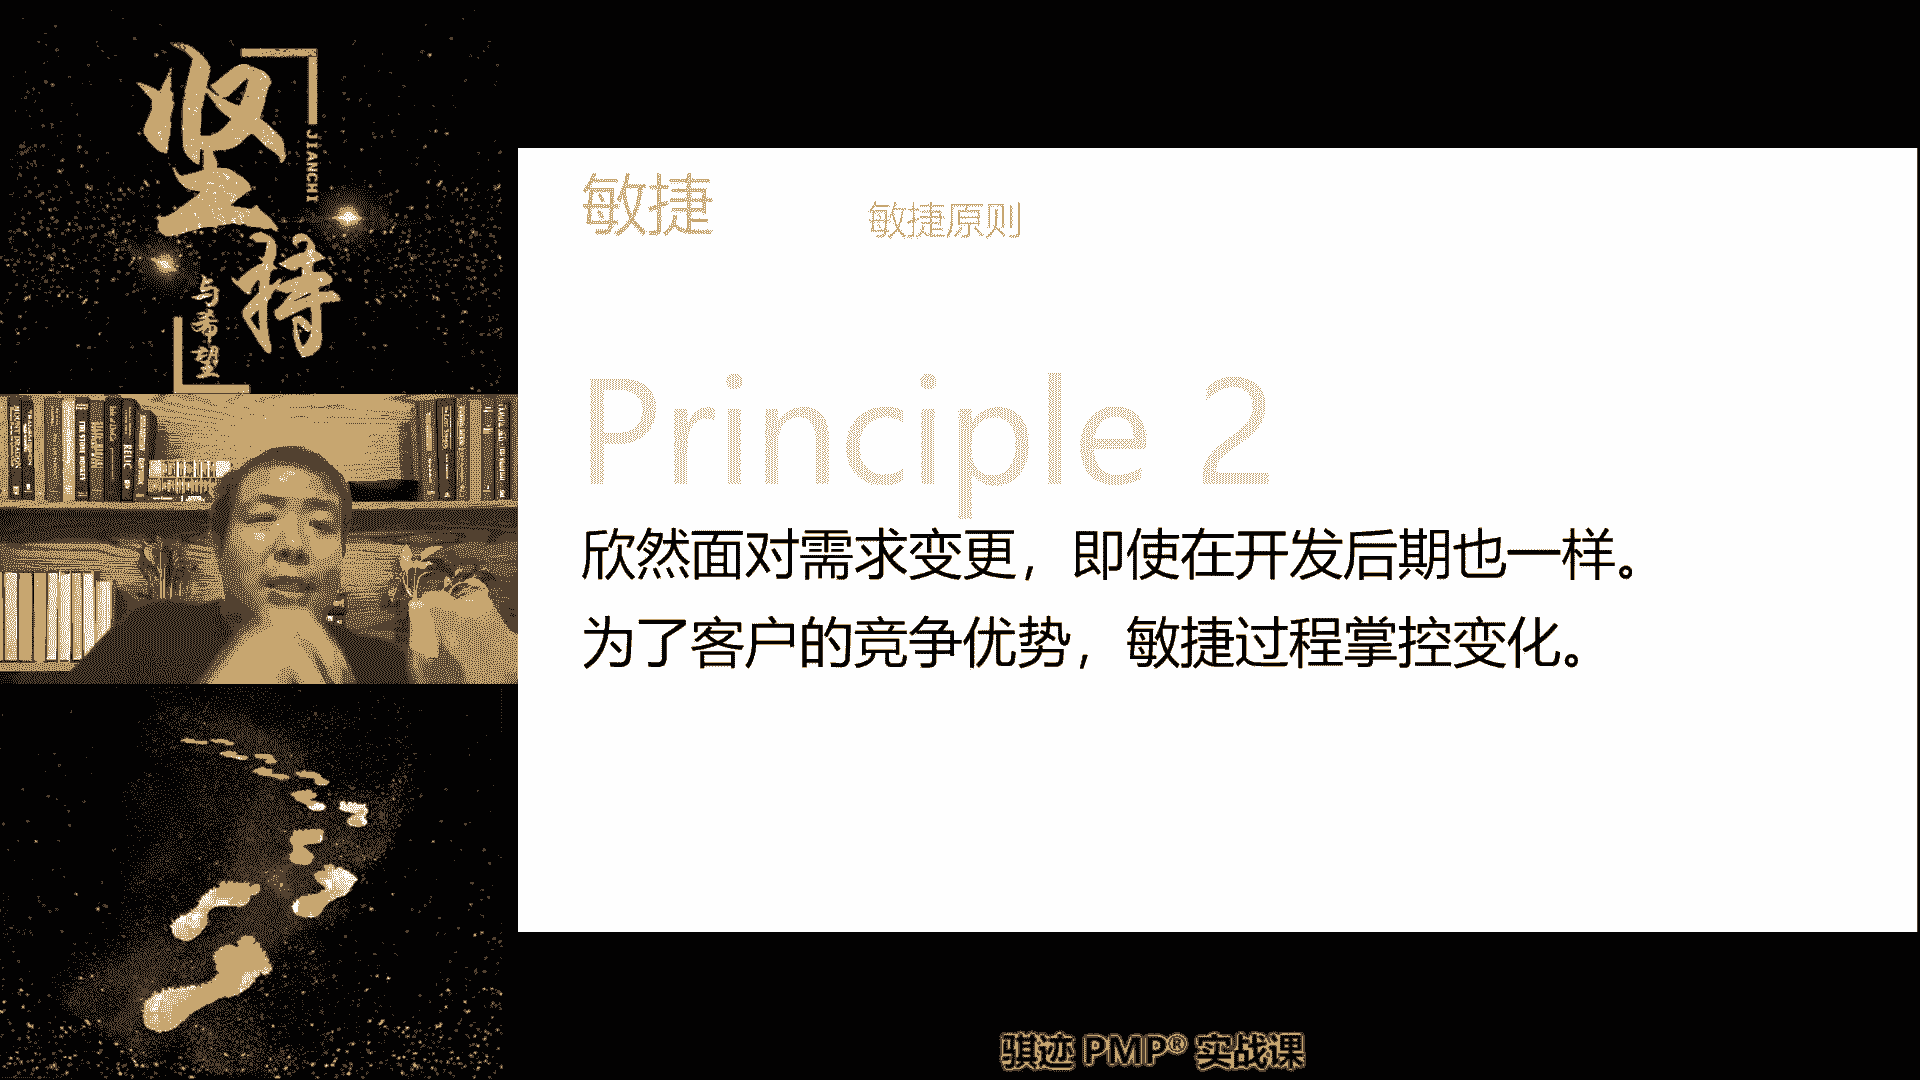 坚持
JIANCHI
与希望
RELIC
敏捷
敏捷原则
Principle 2
欣然面对需求变更，即使在开发后期也一样。
为了客户的竞争优势，敏捷过程掌控变化。
骐迹 PMP® 实战课